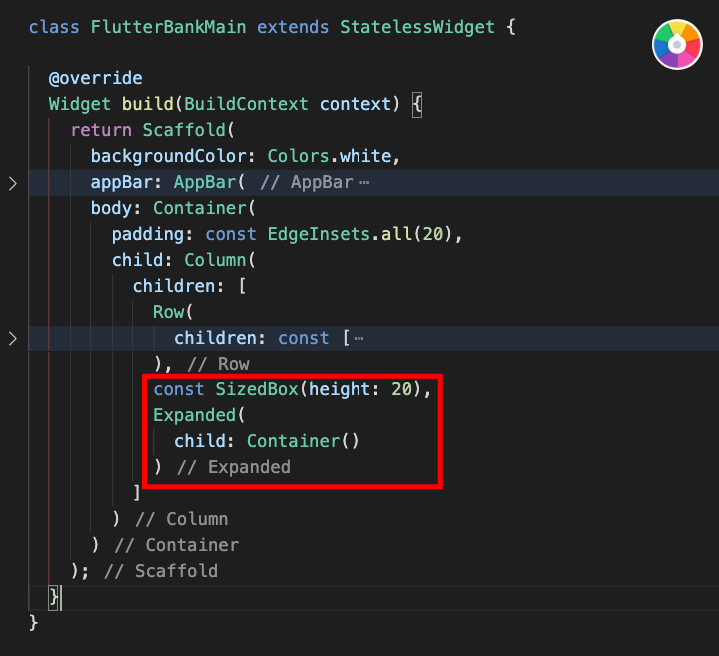 class FlutterBankMain extends StatelessWidget {
@override
Widget build(BuildContext context) {
return Scaffold(
backgroundColor: Colors.white,
appBar: AppBar( // AppBar ⋯
body: Container(
padding: const EdgeInsets.all(20),
child: Column(
children: [
Row(
children: const [⋯
), // Row
const SizedBox(height: 20),
Expanded(
child: Container()
) // Expanded
]
) // Column
) // Container
); // Scaffold
}
}